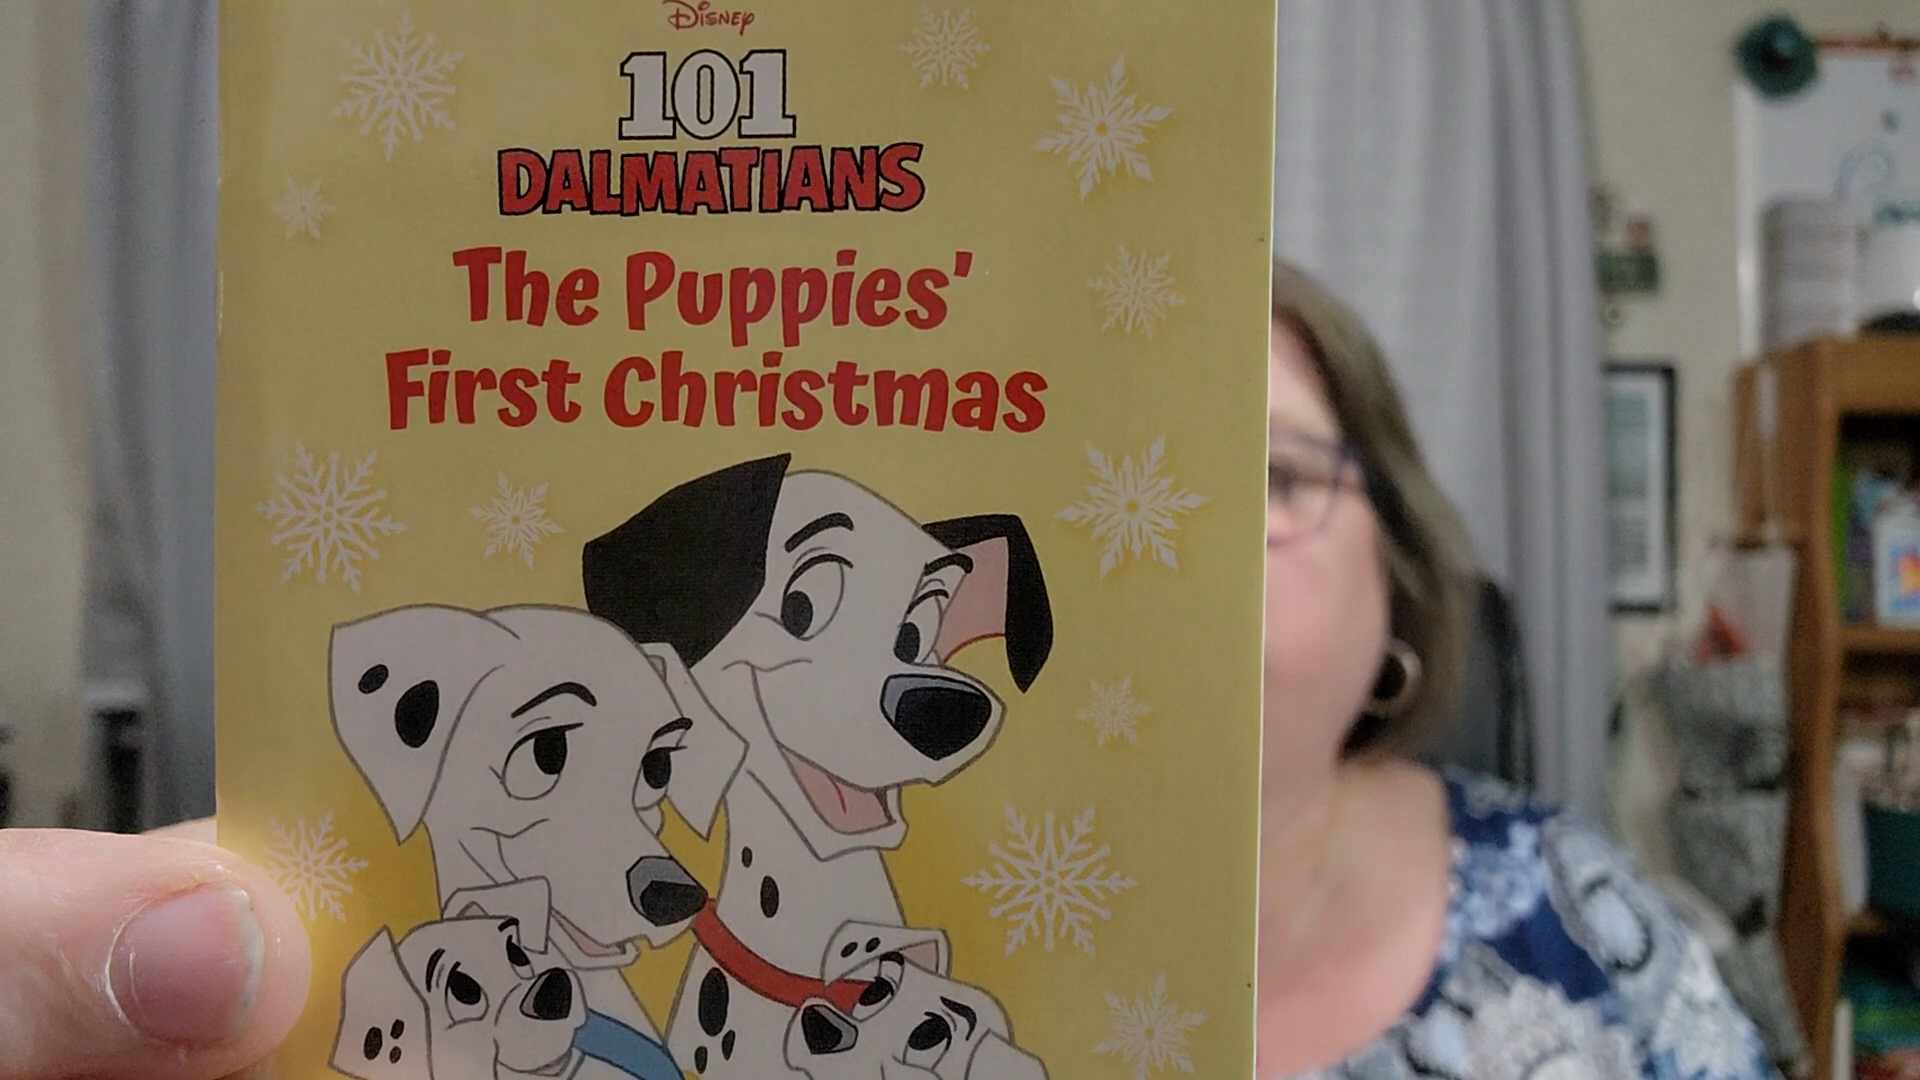 Disney
101
DALMATIANS
The Puppies'
First Christmas